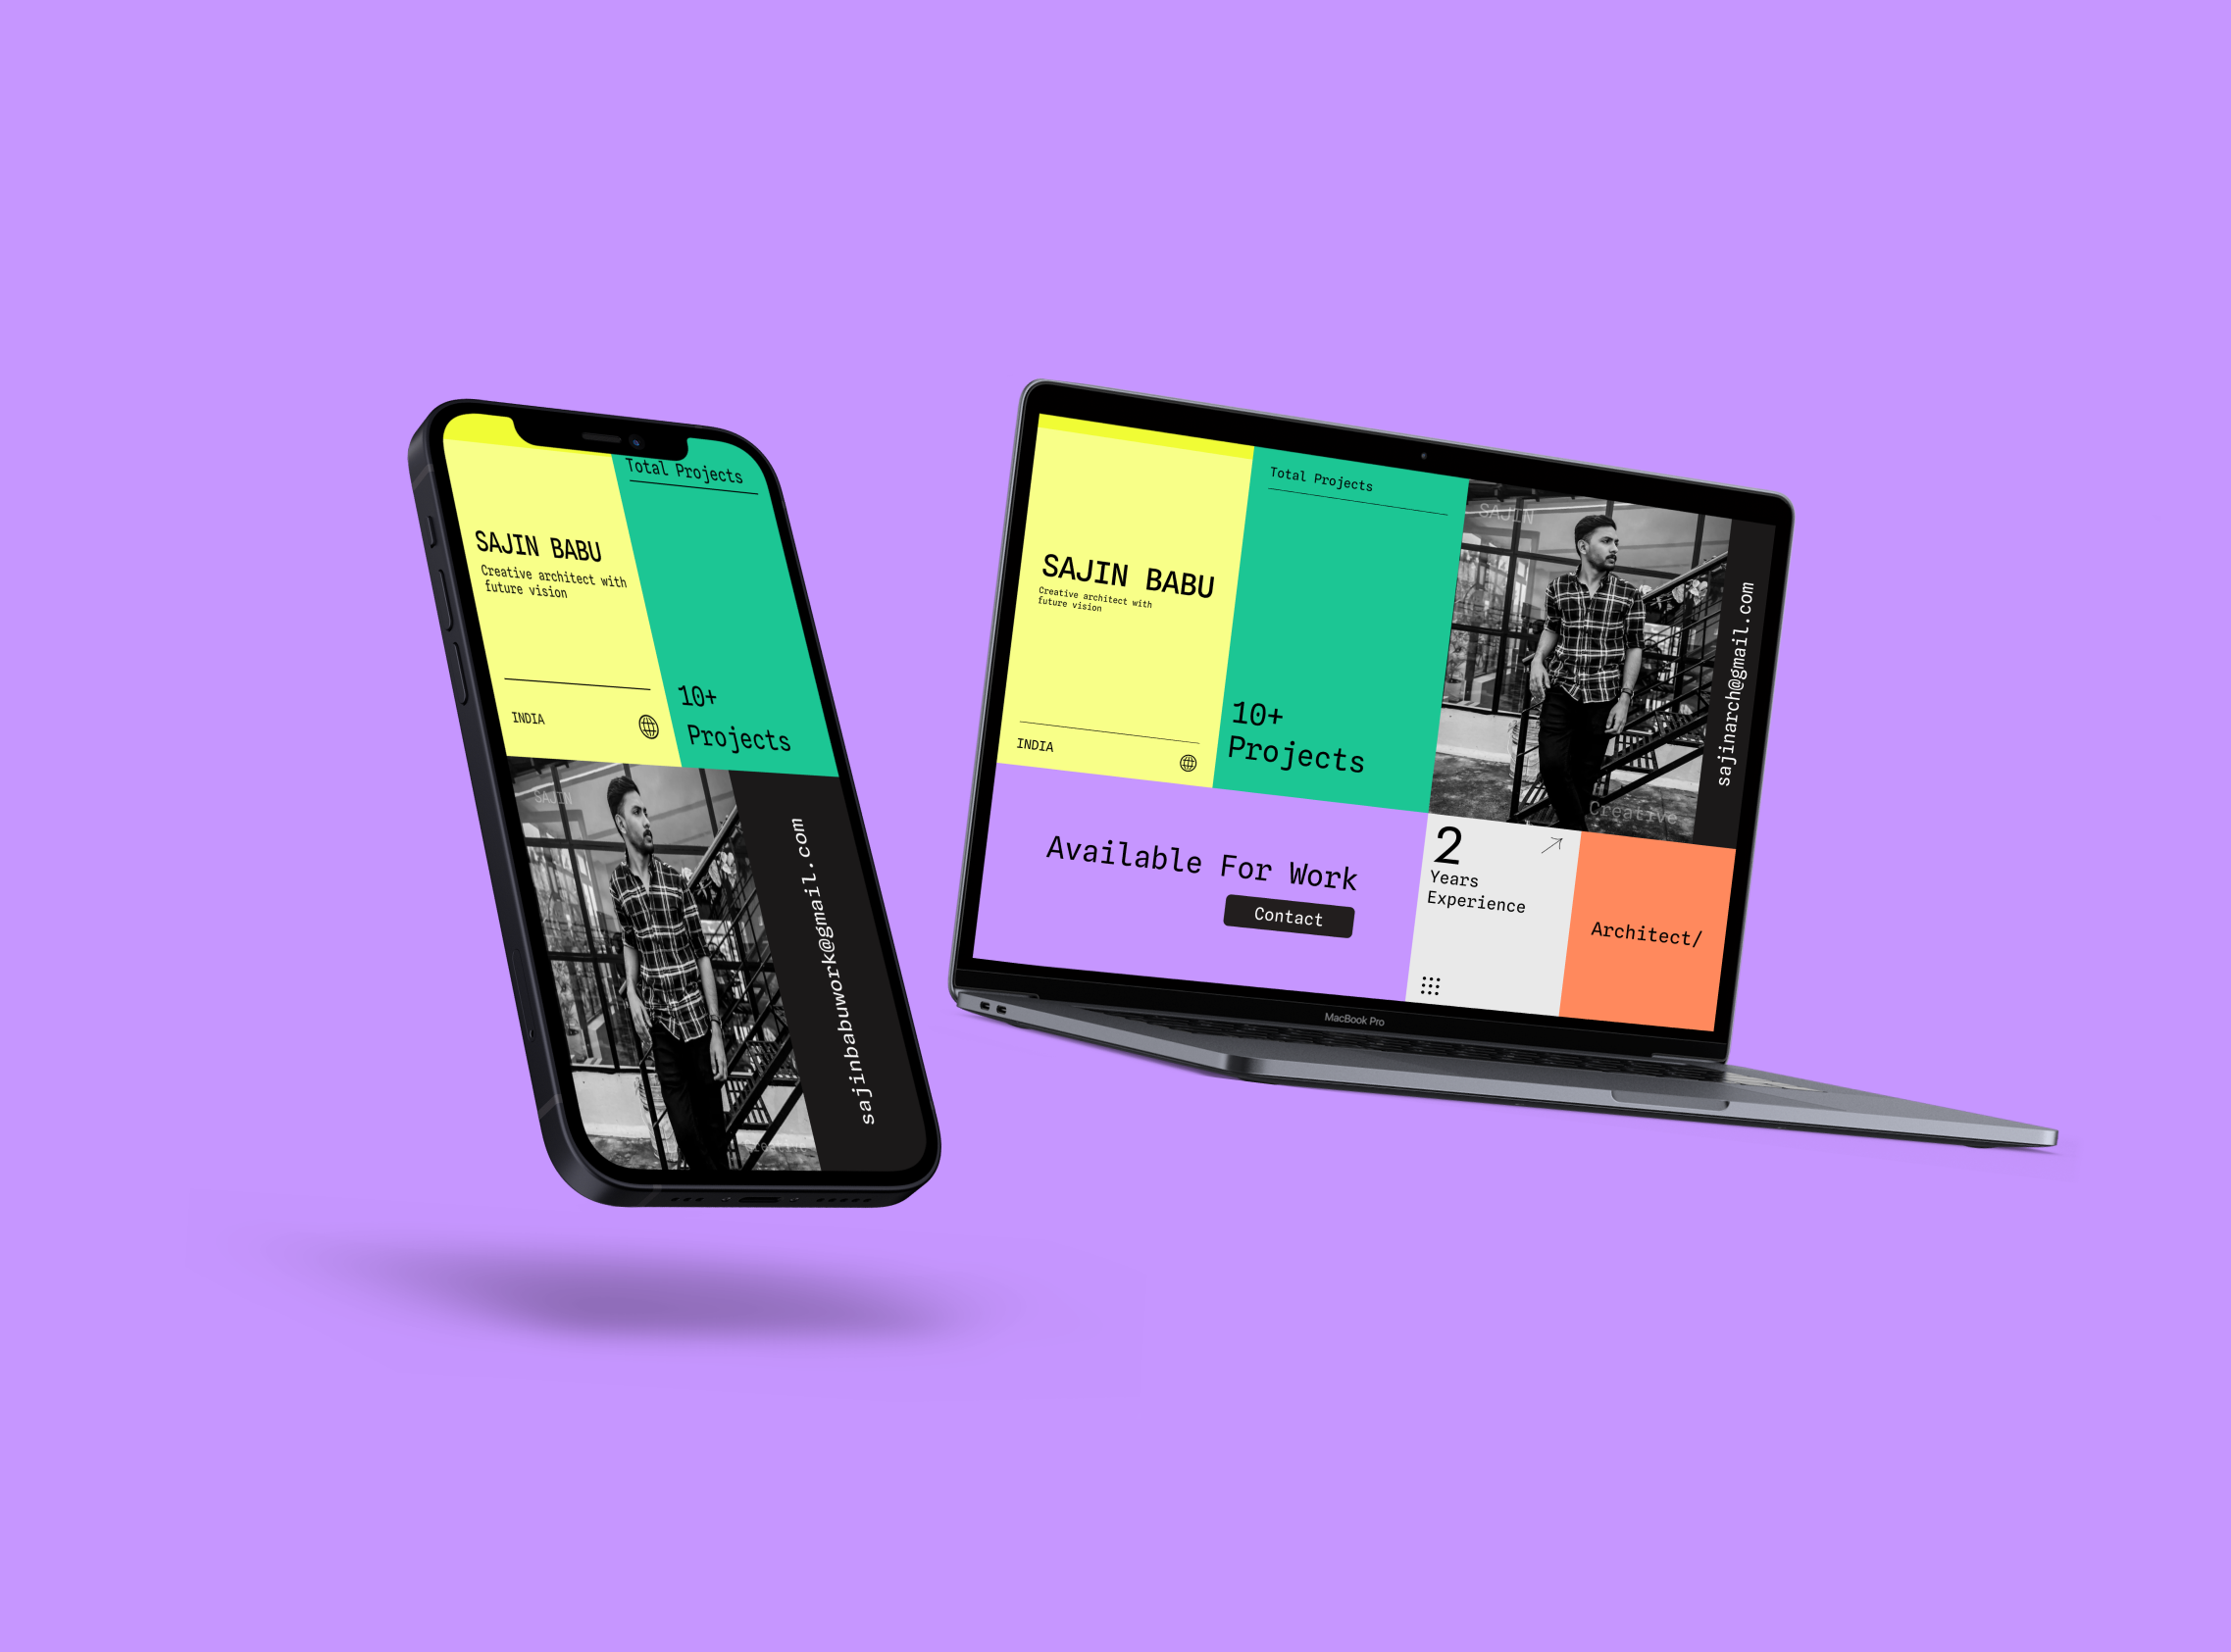 Total Projects
SAJIN BABU
Creative architect with
future vision
10+
Projects
INDIA
SAJIN
sajinbabuwork@gmail.com
Creative
Total Projects
SAJIN
SAJIN BABU
Creative architect with
future vision
sajinarch@gmail.com
10+
Projects
INDIA
Creative
Available For Work
Contact
2
Years
Experience
Architect/
MacBook Pro